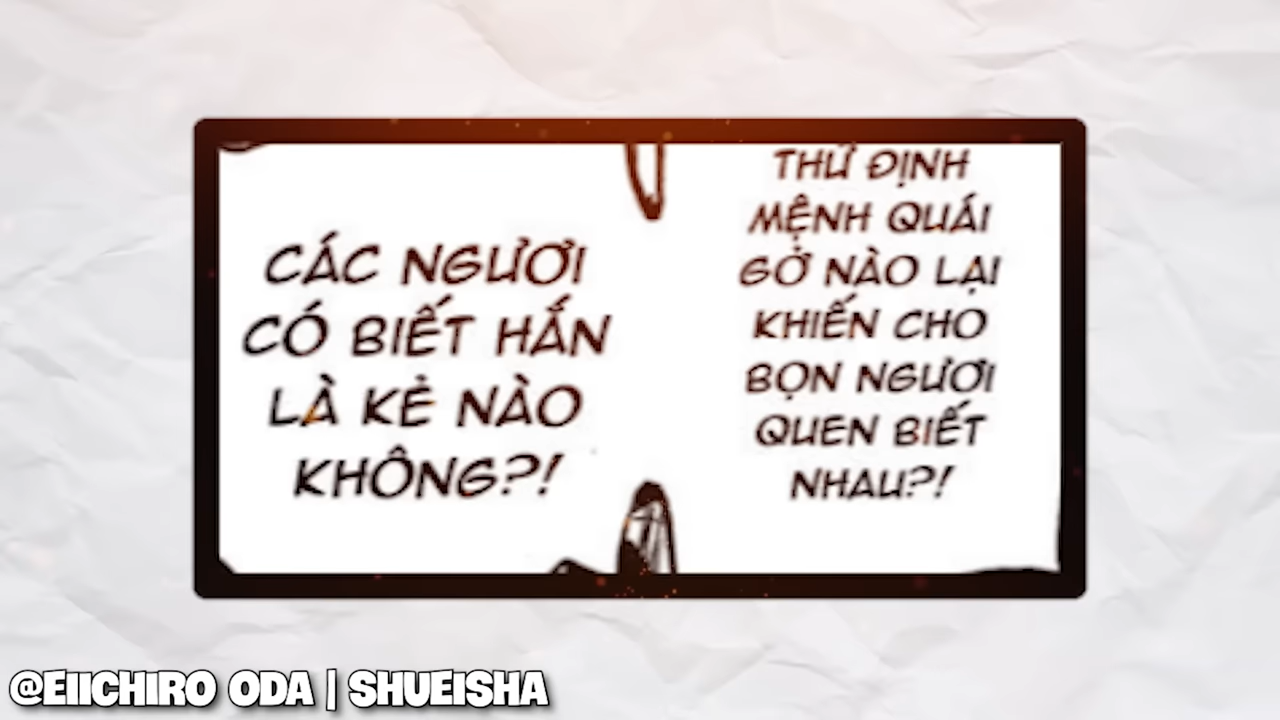 CÁC NGƯƠI
CÓ BIẾT HẮN
LÀ KẺ NÀO
KHÔNG?!
THỨ ĐỊNH
MỆNH QUÁI
GỞ NÀO LẠI
KHIẾN CHO
BỌN NGƯƠI
QUEN BIẾT
NHAU?!
@EIICHIRO ODA | SHUEISHA